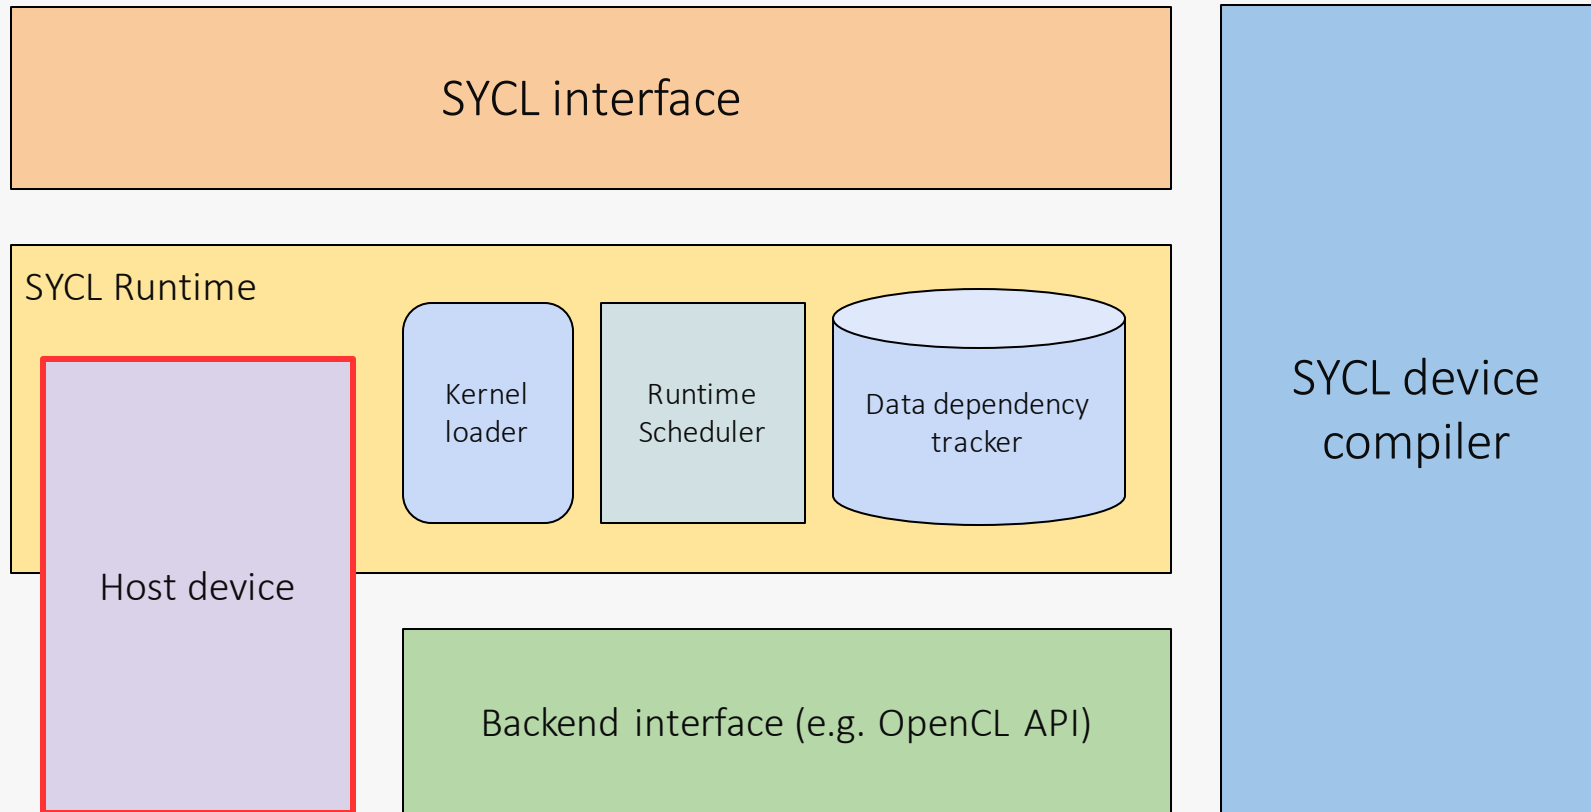 SYCL interface
SYCL Runtime
Kernel
loader
Runtime
Scheduler
Data dependency
tracker
SYCL device
compiler
Host device
Backend interface (e.g. OpenCL API)